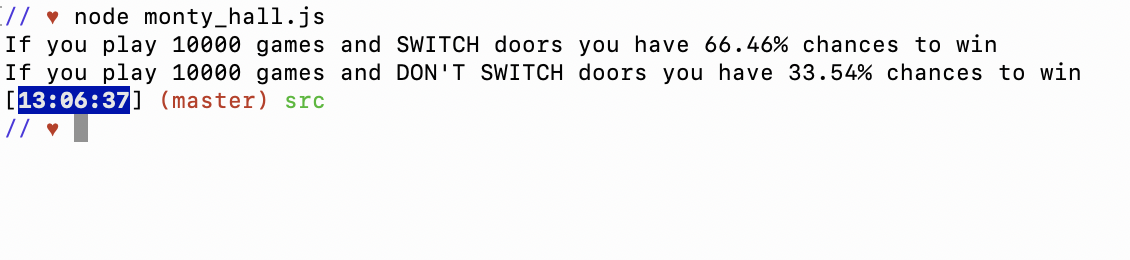 // ♥ node monty_hall.js
If you play 10000 games and SWITCH doors you have 66.46% chances to win
If you play 10000 games and DON'T SWITCH doors you have 33.54% chances to win
[13:06:37] (master) src
// ♥